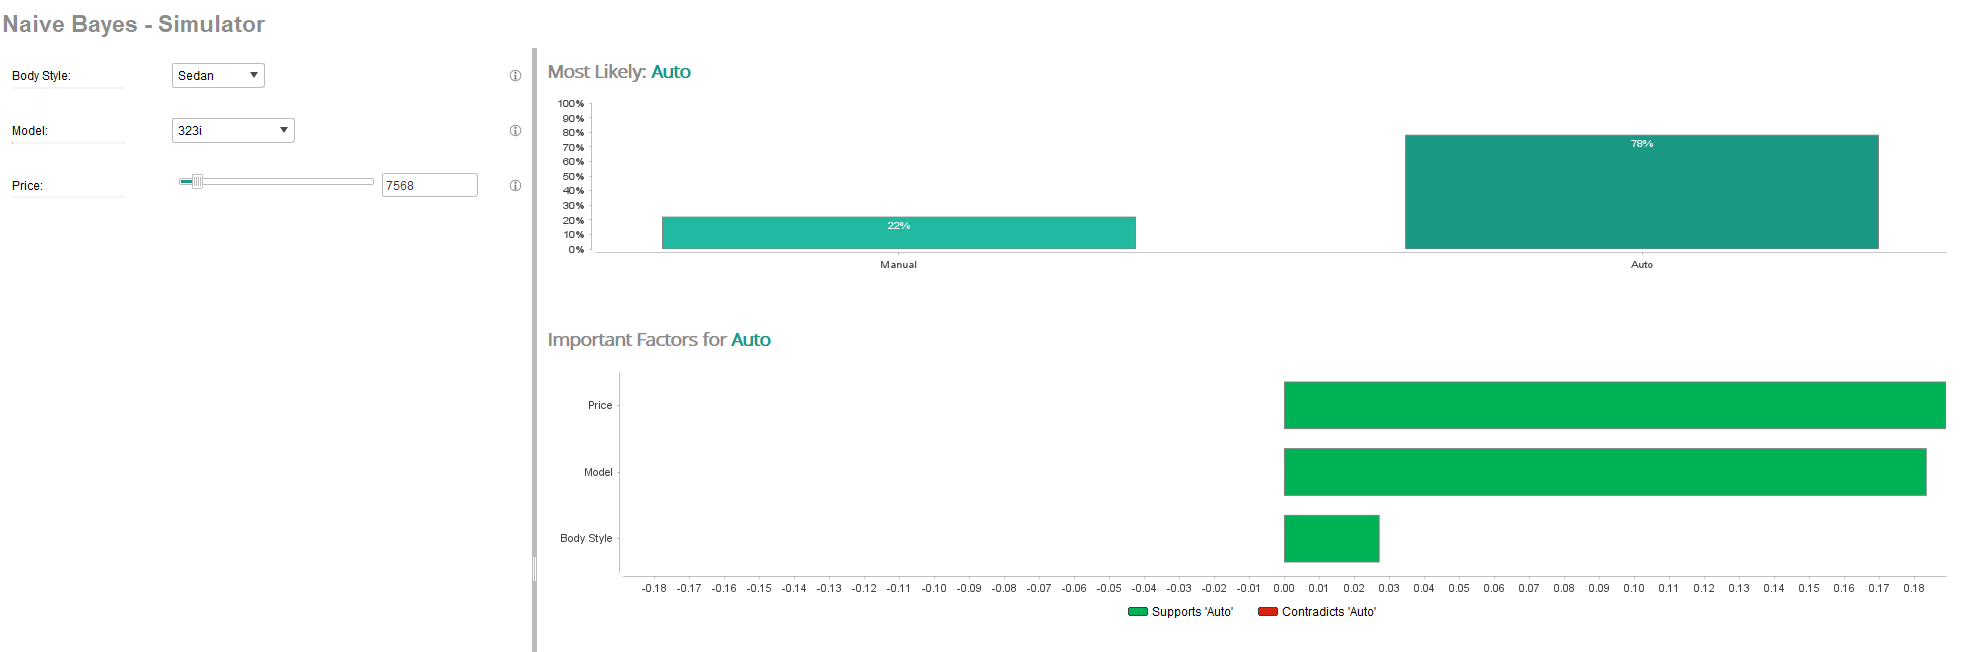 Naive Bayes - Simulator
Body Style:
Sedan
Model:
323i
Price:
7568
Most Likely: Auto
100%
90%
80%
70%
60%
50%
40%
30%
20%
10%
0%
22%
78%
Manual
Auto
Important Factors for Auto
Price
Model
Body Style
-0.18 -0.17 -0.16 -0.15 -0.14 -0.13 -0.12 -0.11 -0.10 -0.09 -0.08 -0.07 -0.06 -0.05 -0.04 -0.03 -0.02 -0.01 0.00 0.01 0.02 0.03 0.04 0.05 0.06 0.07 0.08 0.09 0.10 0.11 0.12 0.13 0.14 0.15 0.16 0.17 0.18
Supports 'Auto'
Contradicts 'Auto'